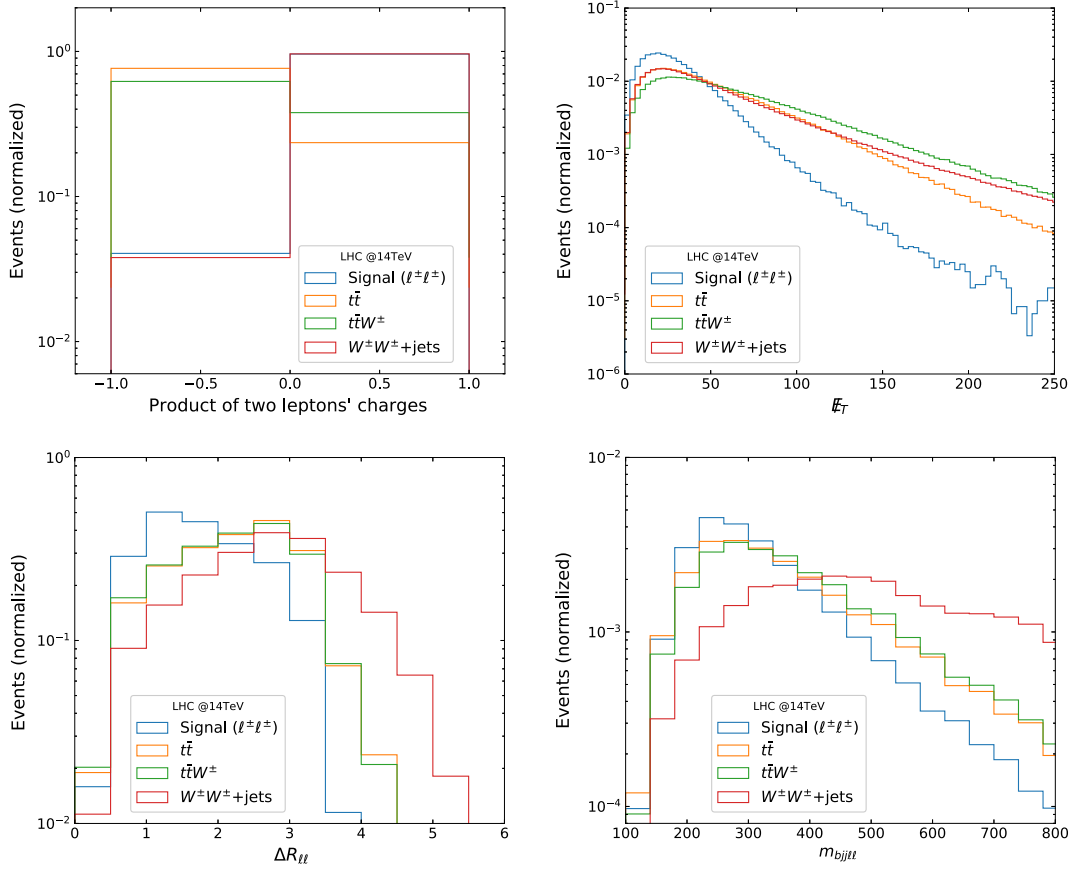 Events (normalized)
10⁰
10⁻¹
10⁻²
−1.0 −0.5 0.0 0.5 1.0
Product of two leptons' charges
LHC @14TeV
Signal (ℓ±ℓ±)
tt̄
tt̄W±
W±W±+jets
Events (normalized)
10⁰
10⁻¹
10⁻²
10⁻³
10⁻⁴
10⁻⁵
10⁻⁶
0 50 100 150 200 250
E̸_T
LHC @14TeV
Signal (ℓ±ℓ±)
tt̄
tt̄W±
W±W±+jets
Events (normalized)
10⁰
10⁻¹
10⁻²
0 1 2 3 4 5 6
ΔR_ℓℓ
LHC @14TeV
Signal (ℓ±ℓ±)
tt̄
tt̄W±
W±W±+jets
Events (normalized)
10⁻²
10⁻³
10⁻⁴
100 200 300 400 500 600 700 800
m_bjjℓℓ
LHC @14TeV
Signal (ℓ±ℓ±)
tt̄
tt̄W±
W±W±+jets